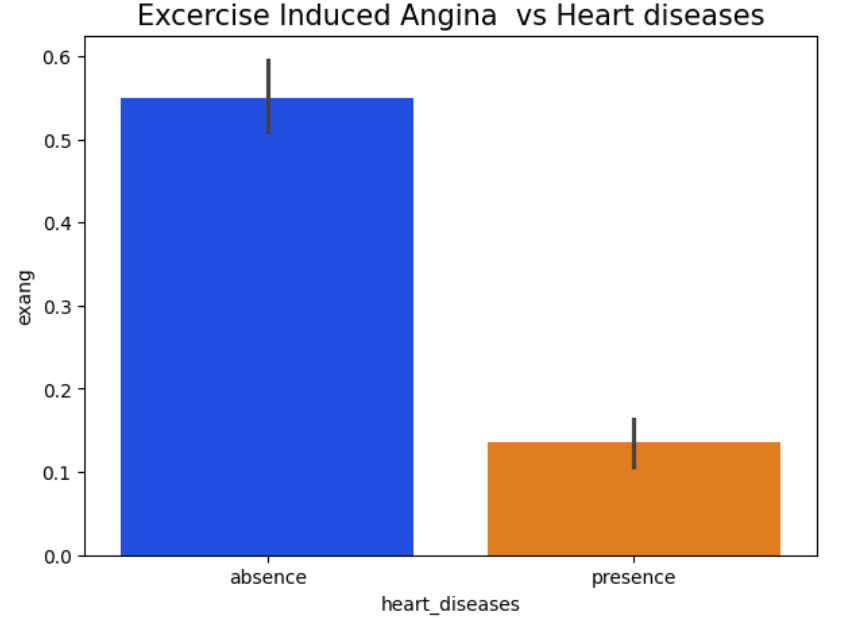 Excercise Induced Angina  vs Heart diseases
0.6
0.5
0.4
0.3
0.2
0.1
0.0
exang
absence
presence
heart_diseases